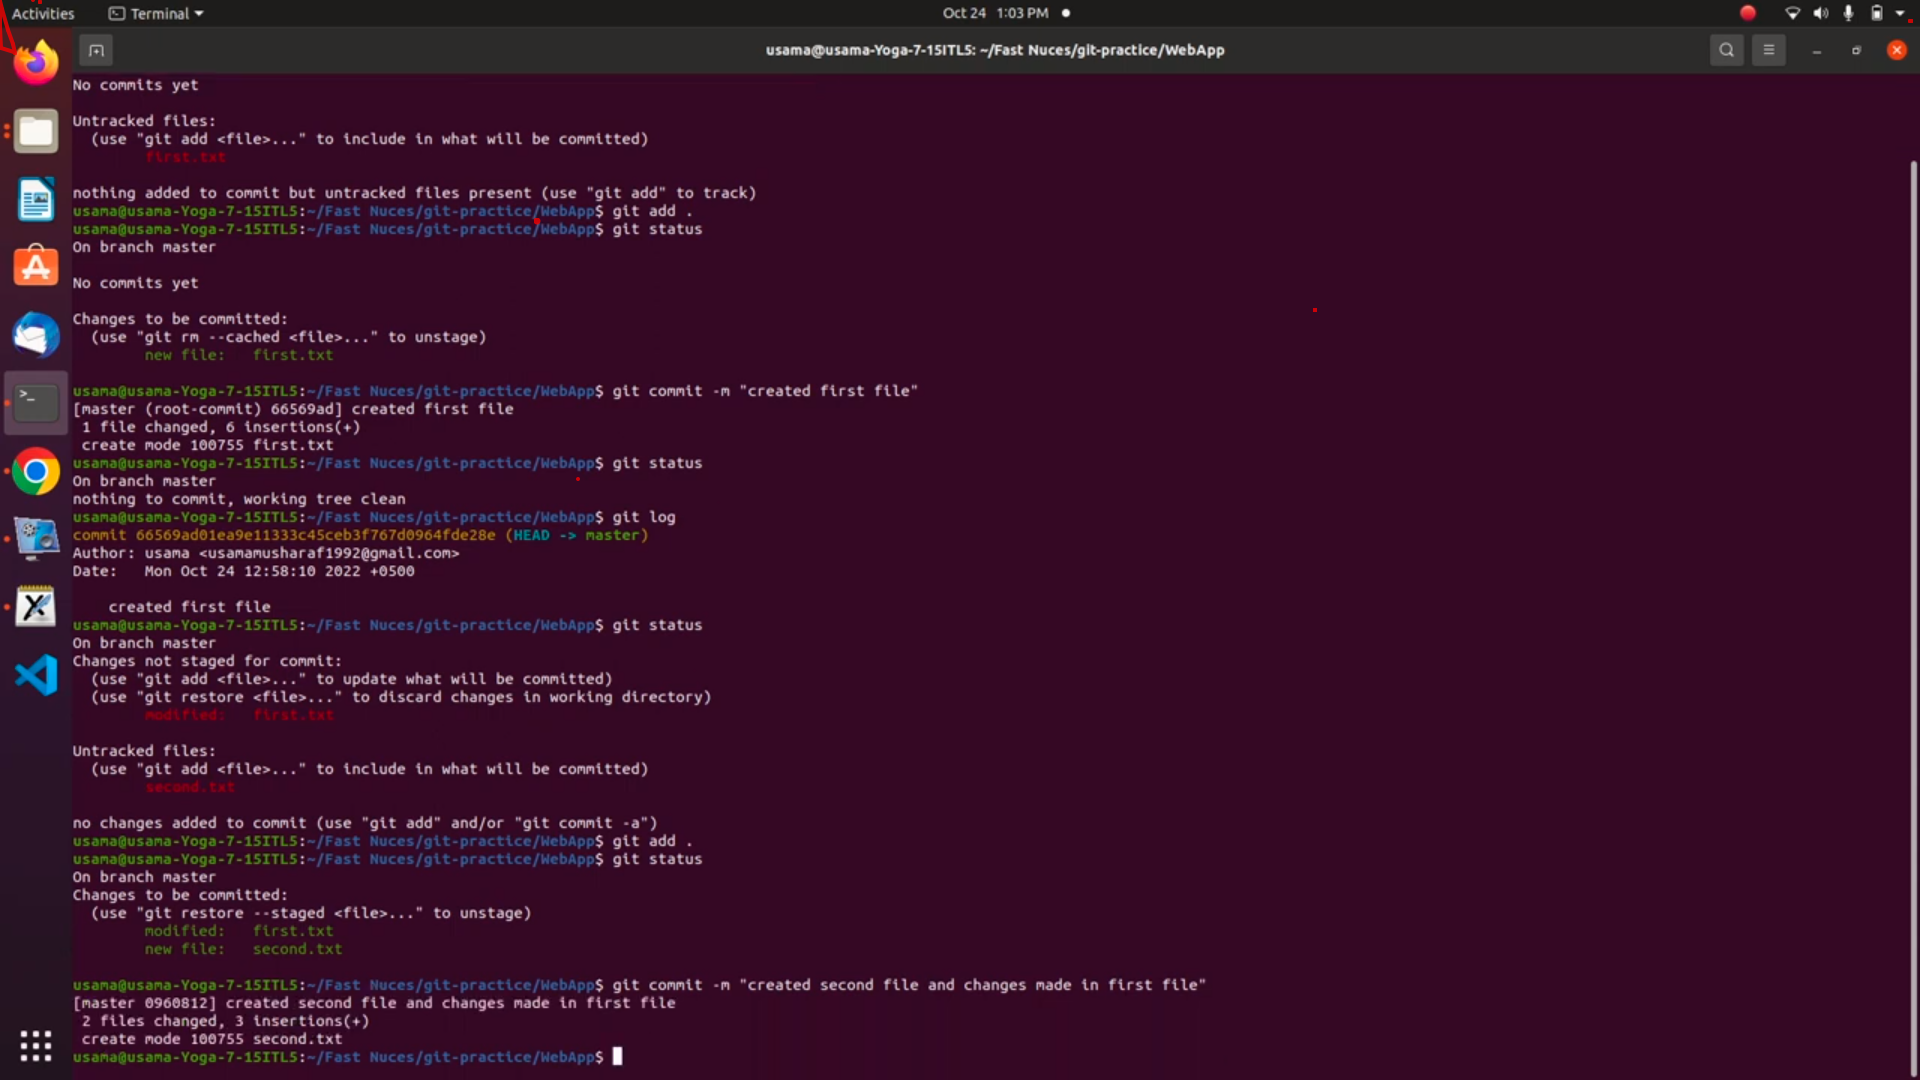 Activities Terminal Oct 24 1:03 PM
usama@usama-Yoga-7-15ITL5: ~/Fast Nuces/git-practice/WebApp
No commits yet
Untracked files:
(use "git add <file>..." to include in what will be committed)
first.txt
nothing added to commit but untracked files present (use "git add" to track)
usama@usama-Yoga-7-15ITL5:~/Fast Nuces/git-practice/WebApp$ git add .
usama@usama-Yoga-7-15ITL5:~/Fast Nuces/git-practice/WebApp$ git status
On branch master
No commits yet
Changes to be committed:
(use "git rm --cached <file>..." to unstage)
new file: first.txt
usama@usama-Yoga-7-15ITL5:~/Fast Nuces/git-practice/WebApp$ git commit -m "created first file"
[master (root-commit) 66569ad] created first file
1 file changed, 6 insertions(+)
create mode 100755 first.txt
usama@usama-Yoga-7-15ITL5:~/Fast Nuces/git-practice/WebApp$ git status
On branch master
nothing to commit, working tree clean
usama@usama-Yoga-7-15ITL5:~/Fast Nuces/git-practice/WebApp$ git log
commit 66569ad01ea9e11333c45ceb3f767d0964fde28e (HEAD -> master)
Author: usama <usamamusharaf1992@gmail.com>
Date: Mon Oct 24 12:58:10 2022 +0500
created first file
usama@usama-Yoga-7-15ITL5:~/Fast Nuces/git-practice/WebApp$ git status
On branch master
Changes not staged for commit:
(use "git add <file>..." to update what will be committed)
(use "git restore <file>..." to discard changes in working directory)
modified: first.txt
Untracked files:
(use "git add <file>..." to include in what will be committed)
second.txt
no changes added to commit (use "git add" and/or "git commit -a")
usama@usama-Yoga-7-15ITL5:~/Fast Nuces/git-practice/WebApp$ git add .
usama@usama-Yoga-7-15ITL5:~/Fast Nuces/git-practice/WebApp$ git status
On branch master
Changes to be committed:
(use "git restore --staged <file>..." to unstage)
modified: first.txt
new file: second.txt
usama@usama-Yoga-7-15ITL5:~/Fast Nuces/git-practice/WebApp$ git commit -m "created second file and changes made in first file"
[master 0960812] created second file and changes made in first file
2 files changed, 3 insertions(+)
create mode 100755 second.txt
usama@usama-Yoga-7-15ITL5:~/Fast Nuces/git-practice/WebApp$